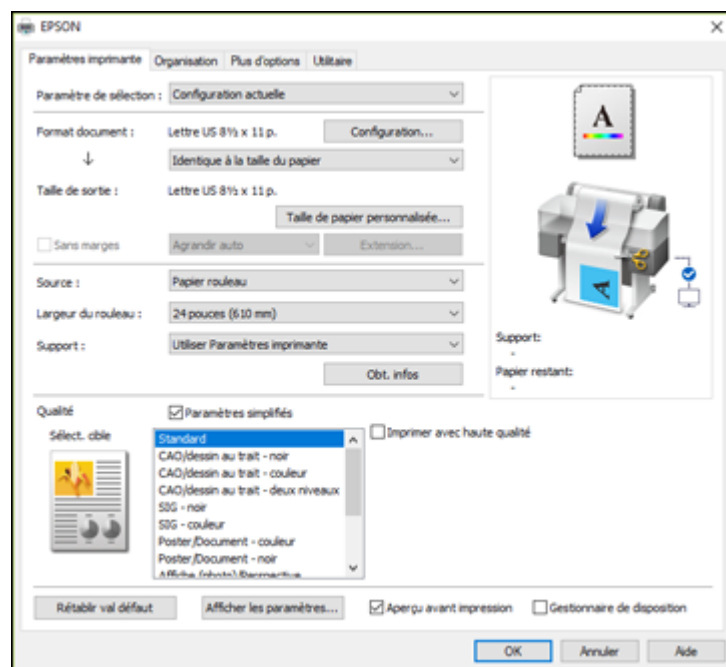 EPSON
Paramètres imprimante Organisation Plus d'options Utilitaire
Paramètre de sélection : Configuration actuelle
Format document : Lettre US 8½ x 11 p. Configuration...
Identique à la taille du papier
Taille de sortie : Lettre US 8½ x 11 p.
Taille de papier personnalisée...
Sans marges Agrandir auto Extension...
Source : Papier rouleau
Largeur du rouleau : 24 pouces (610 mm)
Support : Utiliser Paramètres imprimante
Obt. infos
A
A
Support:
-
Papier restant:
-
Qualité Paramètres simplifiés
Sélect. cible
Standard
CAO/dessin au trait - noir
CAO/dessin au trait - couleur
CAO/dessin au trait - deux niveaux
SIG - noir
SIG - couleur
Poster/Document - couleur
Poster/Document - noir
Affiche (photo)/Perspective
Imprimer avec haute qualité
Rétablir val défaut Afficher les paramètres... Aperçu avant impression Gestionnaire de disposition
OK Annuler Aide